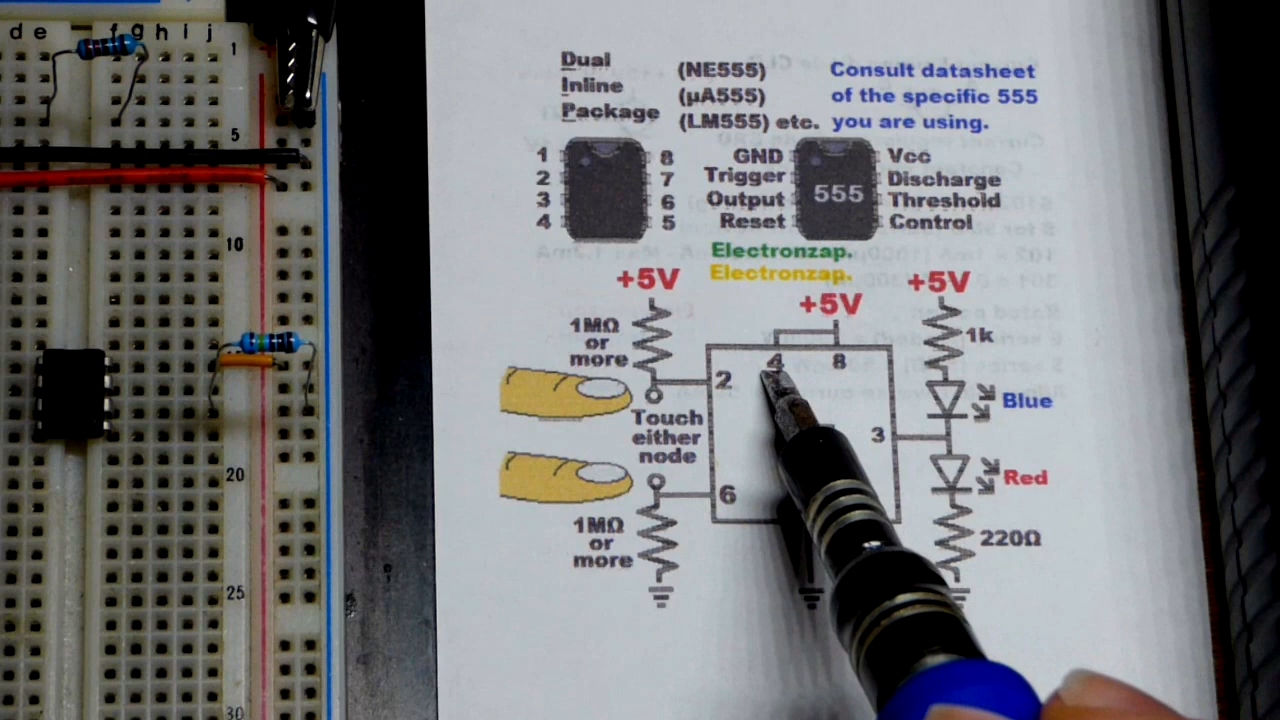 d e f g h i j
1
5
10
20
25
30
Dual
Inline
Package
(NE555)
(µA555)
(LM555) etc.
Consult datasheet
of the specific 555
you are using.
1 8
2 7
3 6
4 5
GND Vcc
Trigger Discharge
Output 555 Threshold
Reset Control
Electronzap.
Electronzap.
+5V
+5V
+5V
1MΩ
or
more
1k
4 8
2
Blue
Touch
either
node
3
Red
6
1MΩ
or
more
220Ω